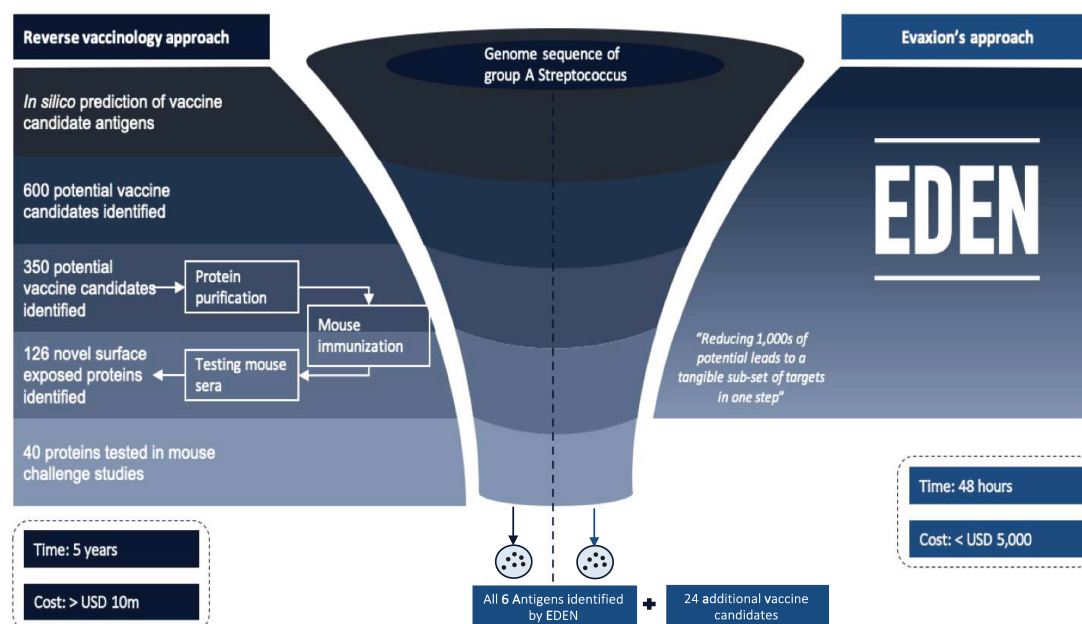 Reverse vaccinology approach
Genome sequence of
group A Streptococcus
Evaxion's approach
In silico prediction of vaccine
candidate antigens
600 potential vaccine
candidates identified
350 potential
vaccine candidates
identified
Protein
purification
Mouse
immunization
126 novel surface
exposed proteins
identified
Testing mouse
sera
40 proteins tested in mouse
challenge studies
EDEN
"Reducing 1,000s of
potential leads to a
tangible sub-set of targets
in one step"
Time: 5 years
Cost: > USD 10m
Time: 48 hours
Cost: < USD 5,000
All 6 Antigens identified
by EDEN
+
24 additional vaccine
candidates